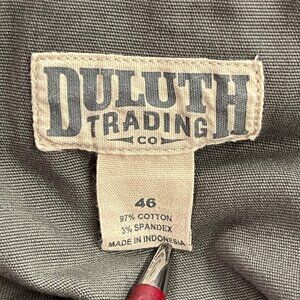 DULUTH
TRADING
CO
46
97% COTTON
3% SPANDEX
MADE IN INDONESIA